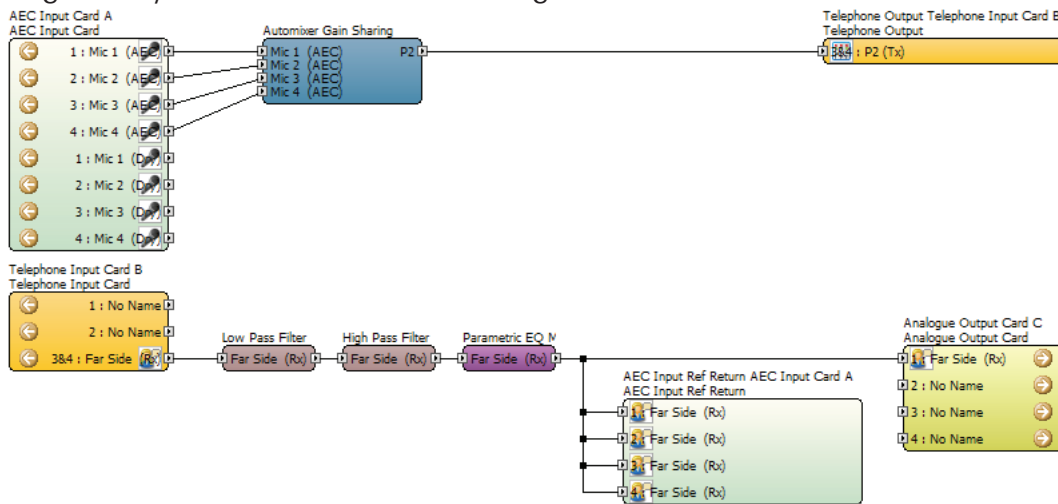 AEC Input Card A
AEC Input Card
1 : Mic 1 (AEC)
2 : Mic 2 (AEC)
3 : Mic 3 (AEC)
4 : Mic 4 (AEC)
1 : Mic 1
2 : Mic 2
3 : Mic 3
4 : Mic 4
Automixer Gain Sharing
Mic 1 (AEC) P2
Mic 2 (AEC)
Mic 3 (AEC)
Mic 4 (AEC)
Telephone Output Telephone Input Card B
Telephone Output
3&4 : P2 (Tx)
Telephone Input Card B
Telephone Input Card
1 : No Name
2 : No Name
3&4 : Far Side (Rx)
Low Pass Filter
Far Side (Rx)
High Pass Filter
Far Side (Rx)
Parametric EQ M
Far Side (Rx)
AEC Input Ref Return AEC Input Card A
AEC Input Ref Return
1 : Far Side (Rx)
2 : Far Side (Rx)
3 : Far Side (Rx)
4 : Far Side (Rx)
Analogue Output Card C
Analogue Output Card
1 : Far Side (Rx)
2 : No Name
3 : No Name
4 : No Name